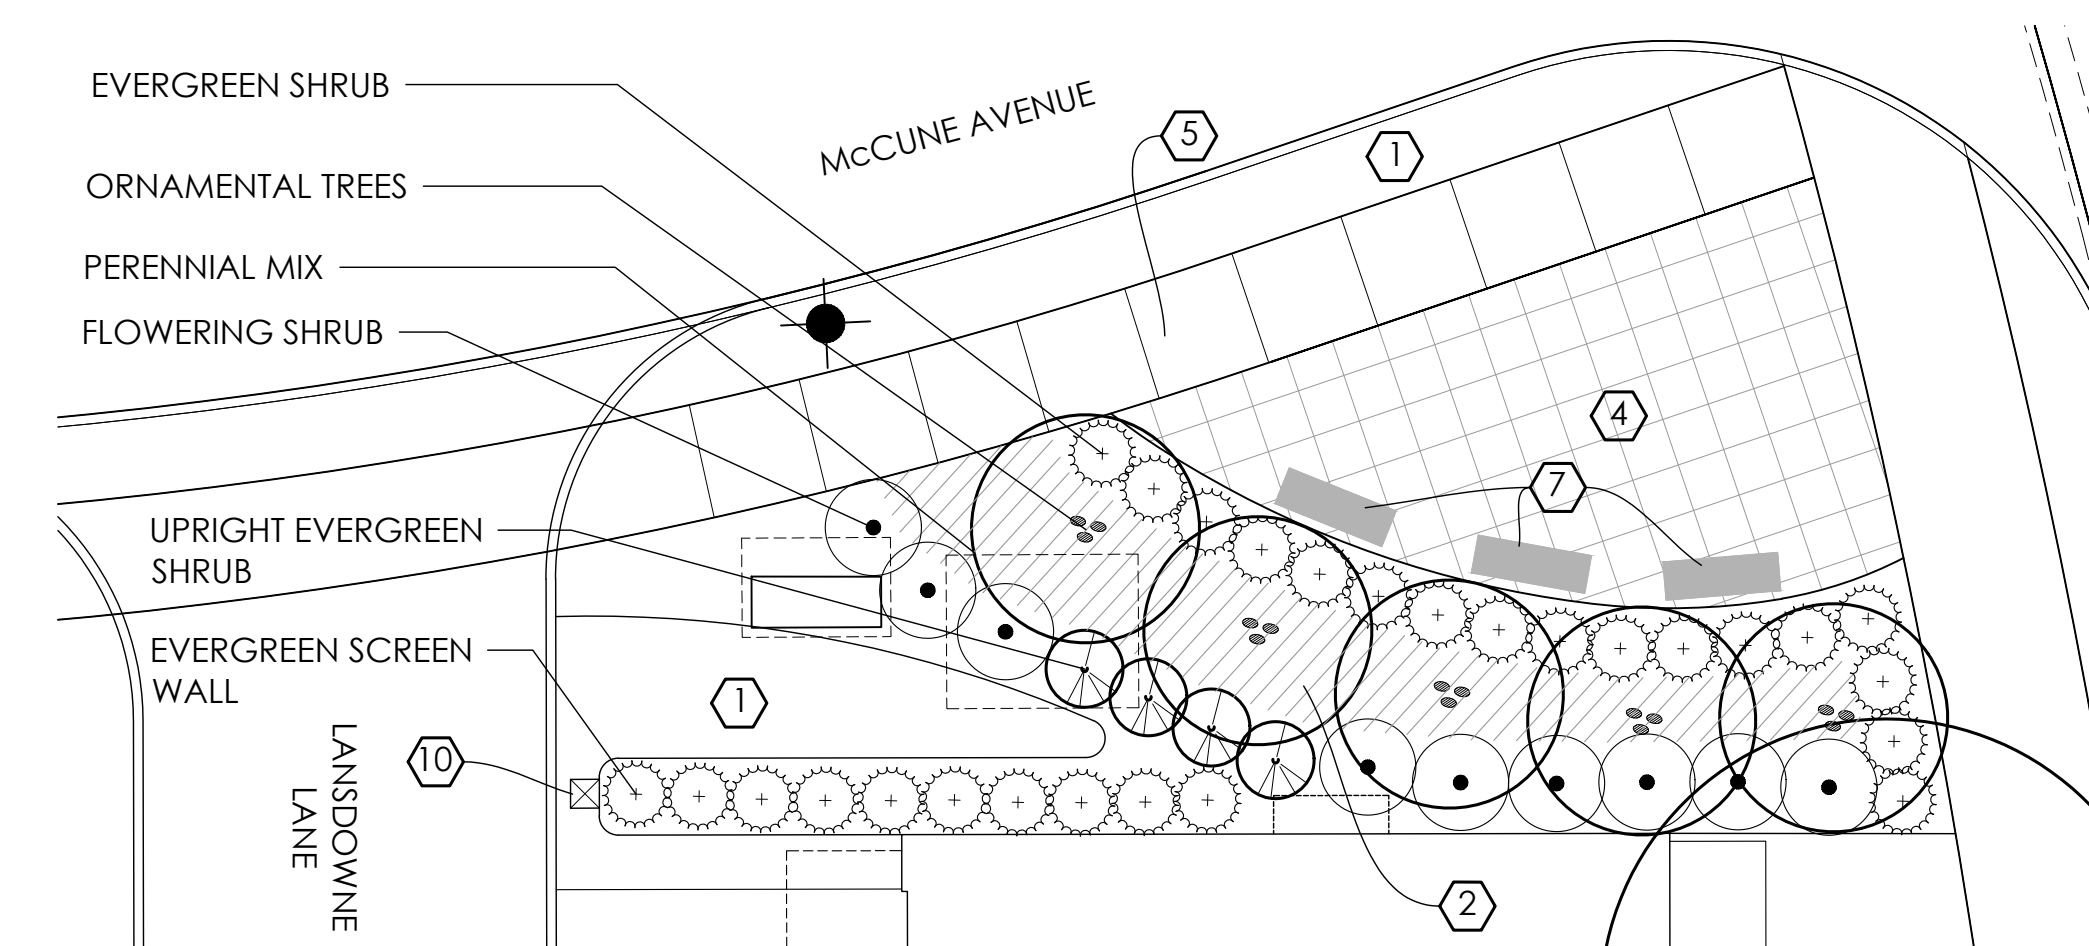 EVERGREEN SHRUB
McCUNE AVENUE
5
1
ORNAMENTAL TREES
PERENNIAL MIX
FLOWERING SHRUB
4
7
UPRIGHT EVERGREEN
SHRUB
EVERGREEN SCREEN
WALL
1
10
LANSDOWNE
LANE
2